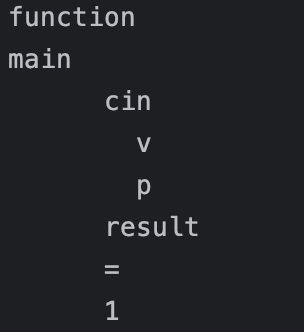 function
main
cin
v
p
result
=
1